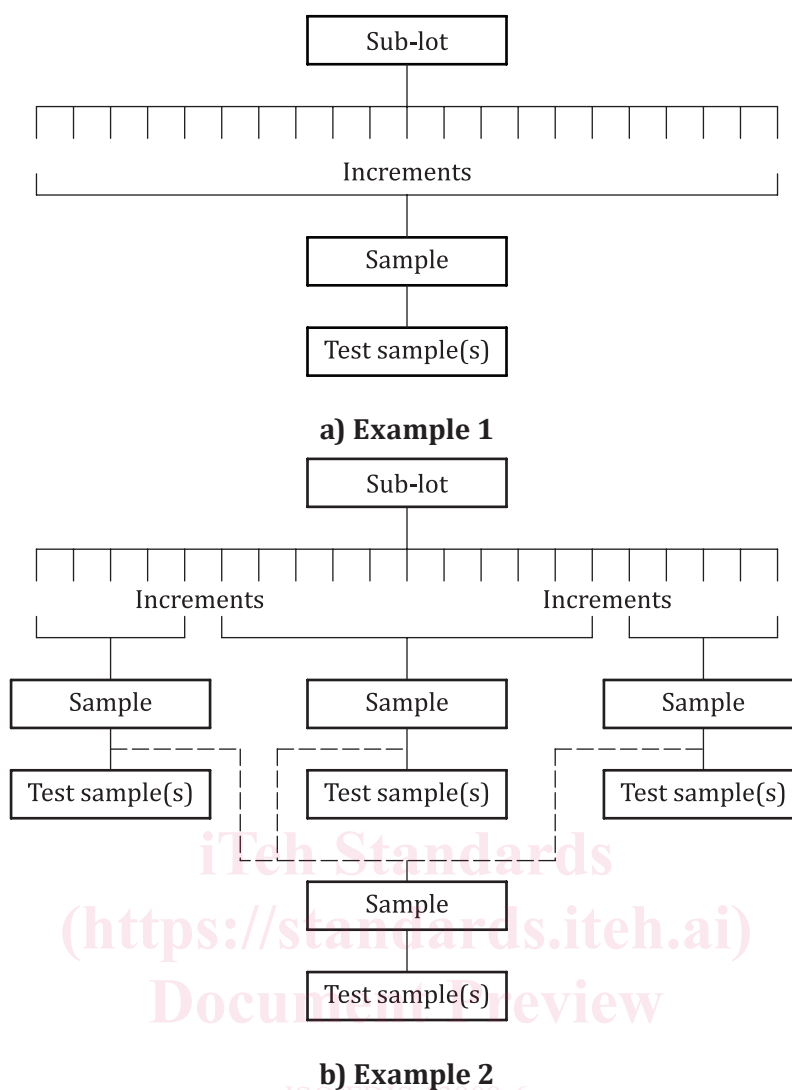 Sub-lot
Increments
Sample
Test sample(s)
a) Example 1
Sub-lot
Increments Increments
Sample Sample Sample
Test sample(s) Test sample(s) Test sample(s)
iTeh Standards
Sample
(https://standards.iteh.ai)
Test sample(s)
Document Preview
b) Example 2